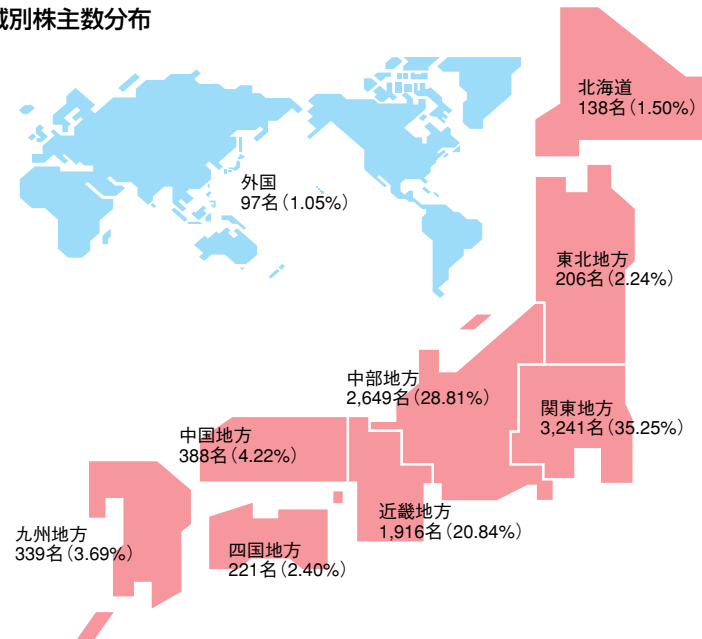 域別株主数分布
北海道
138名（1.50%）
外国
97名（1.05%）
東北地方
206名（2.24%）
中部地方
2,649名（28.81%）
関東地方
3,241名（35.25%）
中国地方
388名（4.22%）
近畿地方
1,916名（20.84%）
九州地方
339名（3.69%）
四国地方
221名（2.40%）